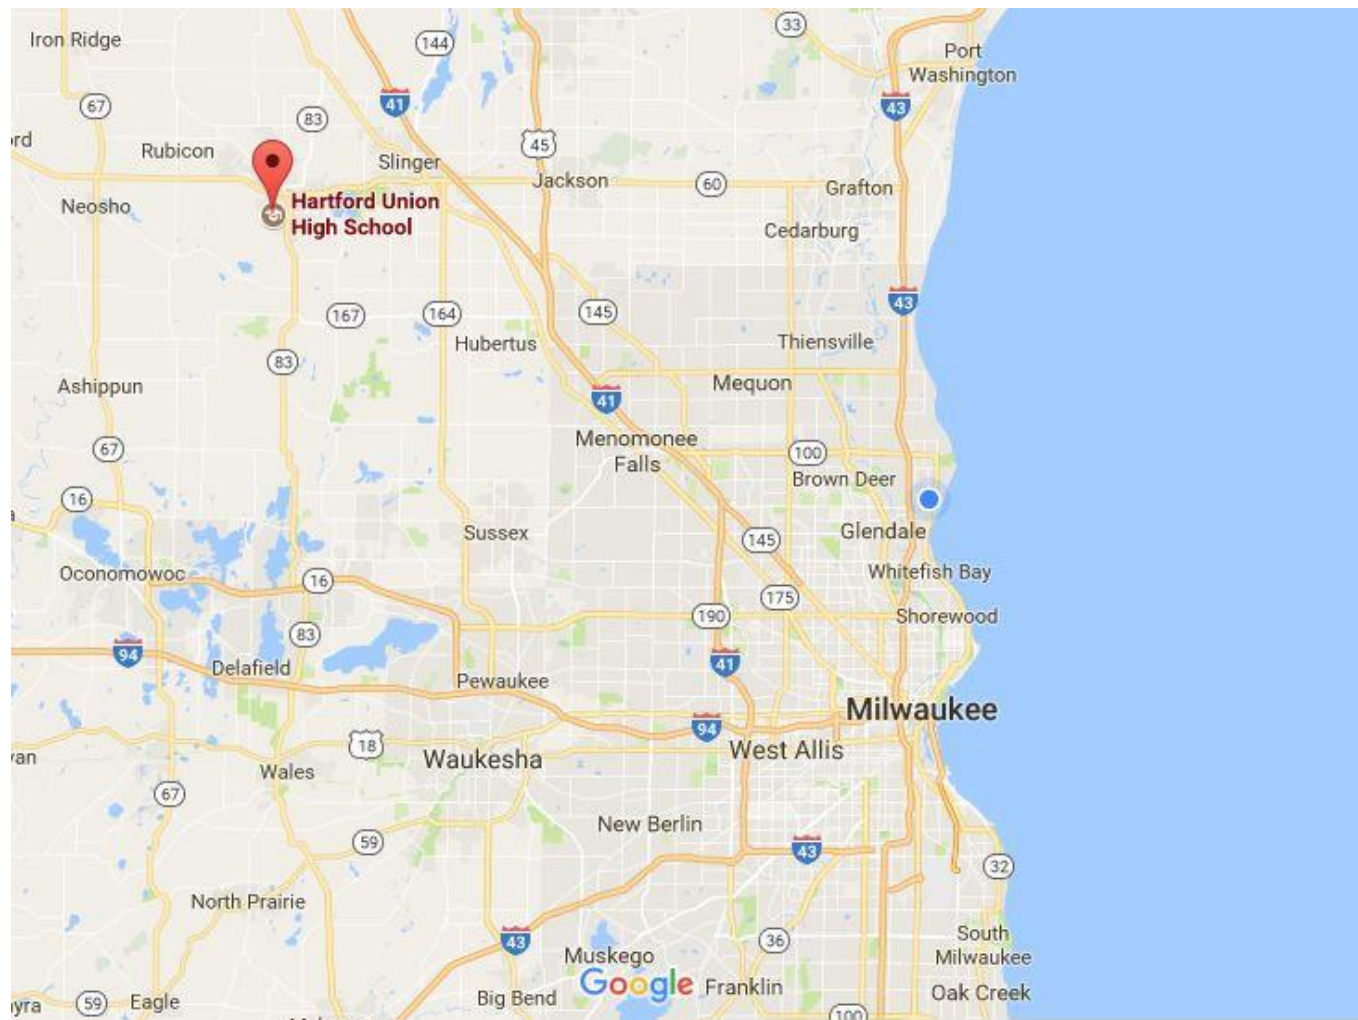 33
144
Iron Ridge
Port
Washington
41
43
67
83
rd
45
Rubicon
Slinger
Jackson
60
Grafton
Hartford Union
High School
Neosho
Cedarburg
43
167
164
145
Thiensville
Hubertus
83
Mequon
Ashippun
41
Menomonee
Falls
67
100
Brown Deer
16
Sussex
145
Glendale
Oconomowoc
16
Whitefish Bay
175
190
Shorewood
83
94
Delafield
41
Pewaukee
Milwaukee
94
18
West Allis
van
Waukesha
Wales
67
New Berlin
59
43
32
North Prairie
43
36
South
Milwaukee
Muskego
Google
Franklin
Oak Creek
yra
59
Eagle
Big Bend
100